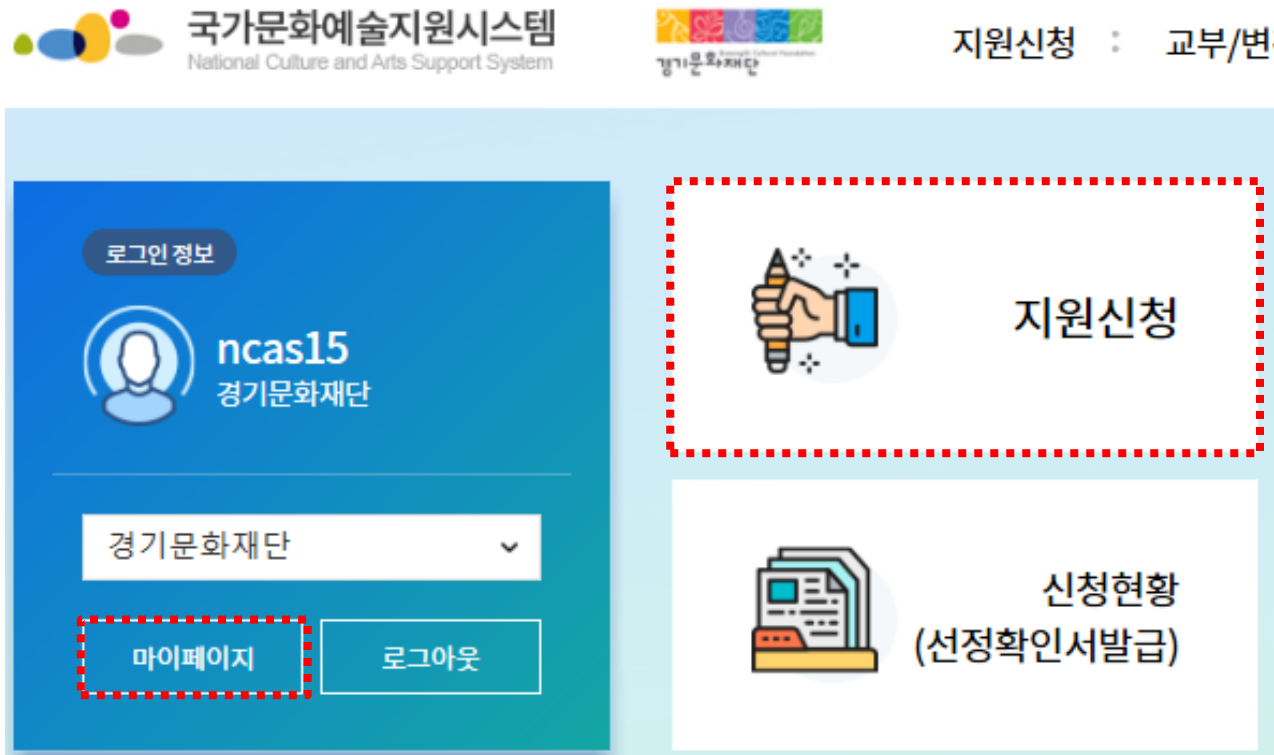 국가문화예술지원시스템
National Culture and Arts Support System
경기문화재단
지원신청 : 교부/변
로그인 정보
ncas15
경기문화재단
경기문화재단
마이페이지
로그아웃
지원신청
신청현황
(선정확인서발급)